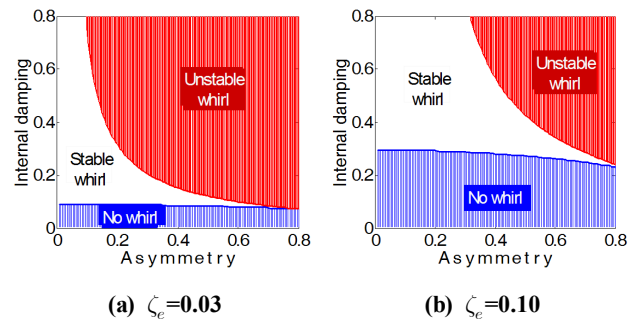 0.8
0.6
0.4
0.2
0
Internal damping
Unstable
whirl
Stable
whirl
No whirl
0 0.2 0.4 0.6 0.8
Asymmetry
(a) ζe=0.03
0.8
0.6
0.4
0.2
0
Internal damping
Stable
whirl
Unstable
whirl
No whirl
0 0.2 0.4 0.6 0.8
Asymmetry
(b) ζe=0.10